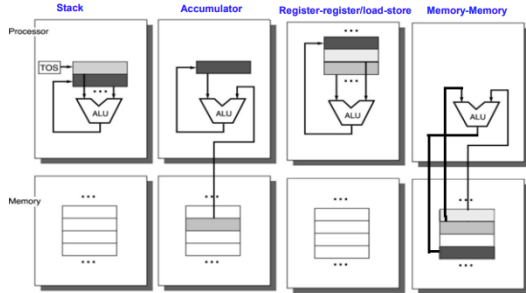 Stack
Accumulator
Register-register/load-store
Memory-Memory
Processor
TOS
...
...
...
...
ALU
ALU
ALU
ALU
Memory
...
...
...
...
...
...
...
...